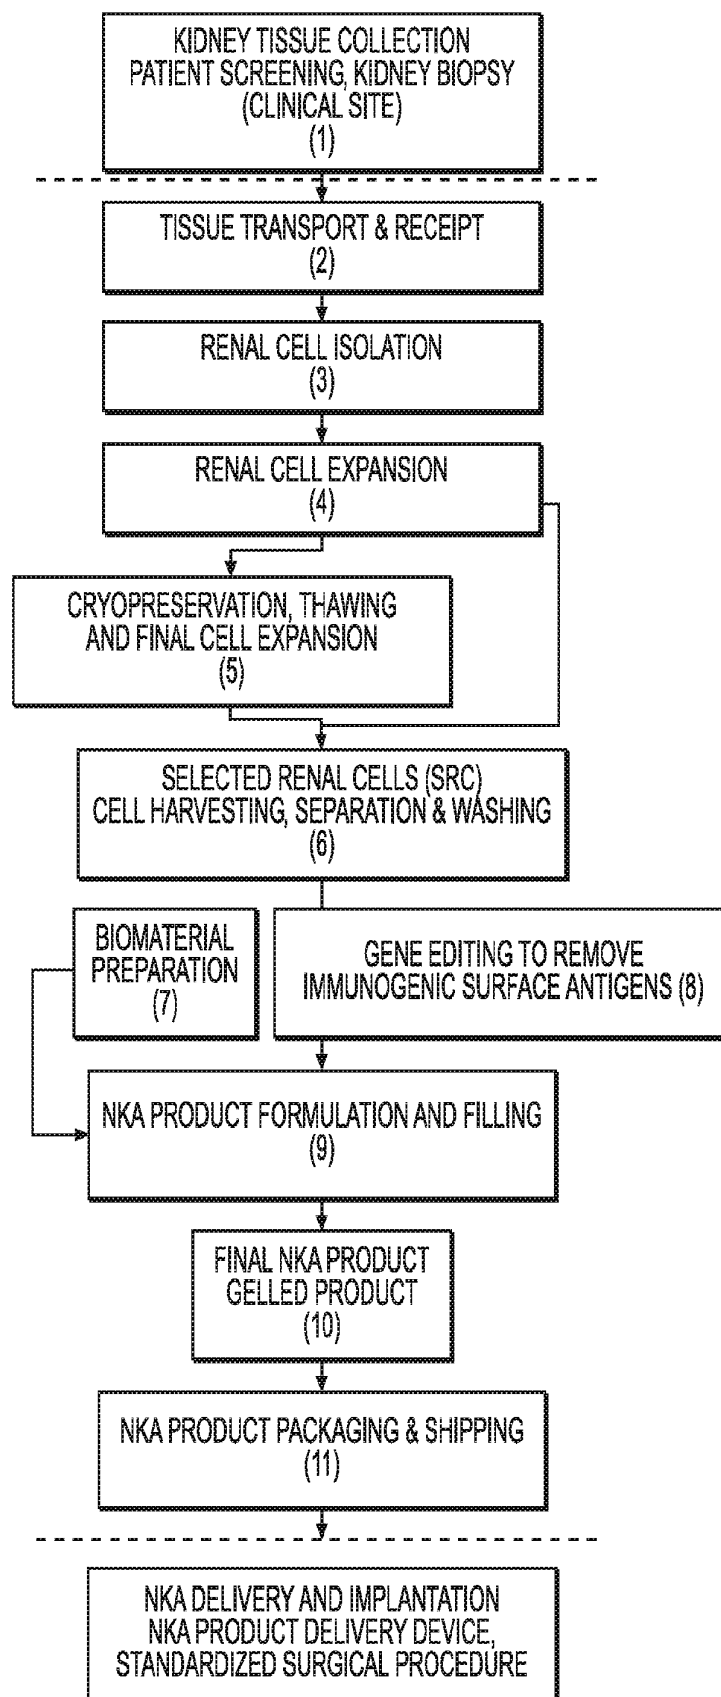 KIDNEY TISSUE COLLECTION
PATIENT SCREENING, KIDNEY BIOPSY
(CLINICAL SITE)
(1)
TISSUE TRANSPORT & RECEIPT
(2)
RENAL CELL ISOLATION
(3)
RENAL CELL EXPANSION
(4)
CRYOPRESERVATION, THAWING
AND FINAL CELL EXPANSION
(5)
SELECTED RENAL CELLS (SRC)
CELL HARVESTING, SEPARATION & WASHING
(6)
BIOMATERIAL
PREPARATION
(7)
GENE EDITING TO REMOVE
IMMUNOGENIC SURFACE ANTIGENS (8)
NKA PRODUCT FORMULATION AND FILLING
(9)
FINAL NKA PRODUCT
GELLED PRODUCT
(10)
NKA PRODUCT PACKAGING & SHIPPING
(11)
NKA DELIVERY AND IMPLANTATION
NKA PRODUCT DELIVERY DEVICE,
STANDARDIZED SURGICAL PROCEDURE